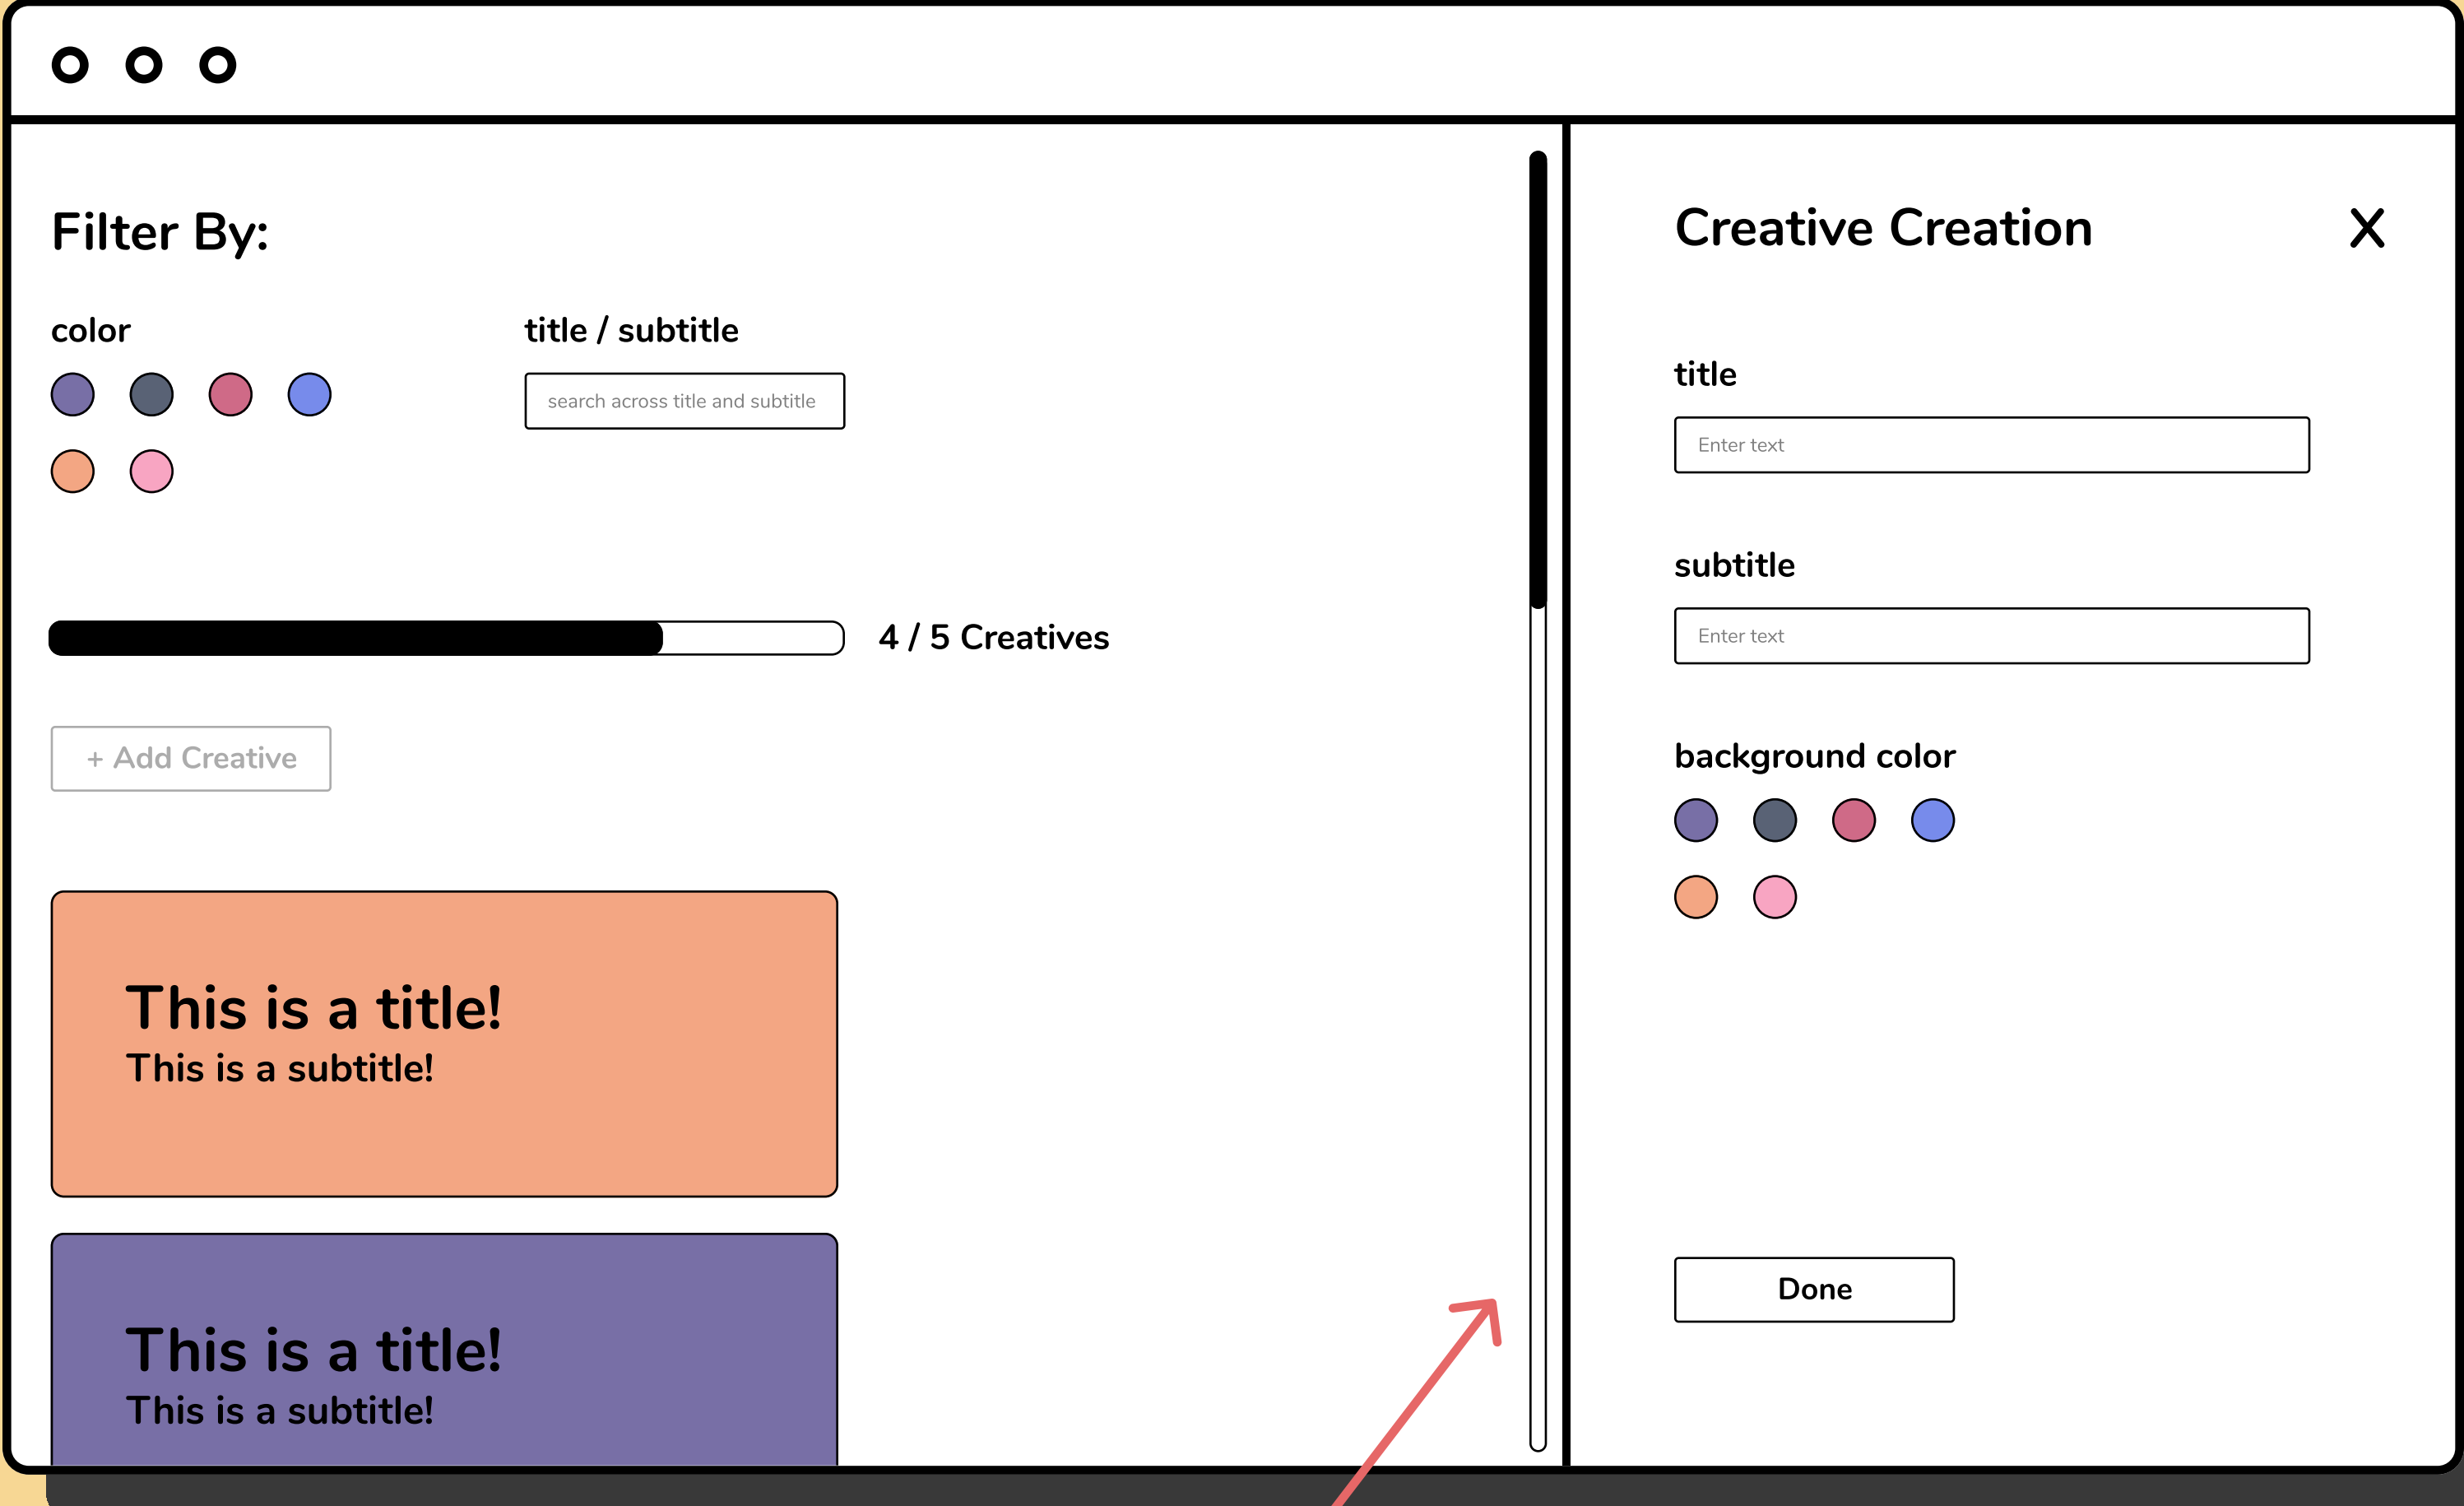 Filter By:
color
title / subtitle
search across title and subtitle
4 / 5 Creatives
+ Add Creative
This is a title!
This is a subtitle!
This is a title!
This is a subtitle!
Creative Creation
X
title
Enter text
subtitle
Enter text
background color
Done